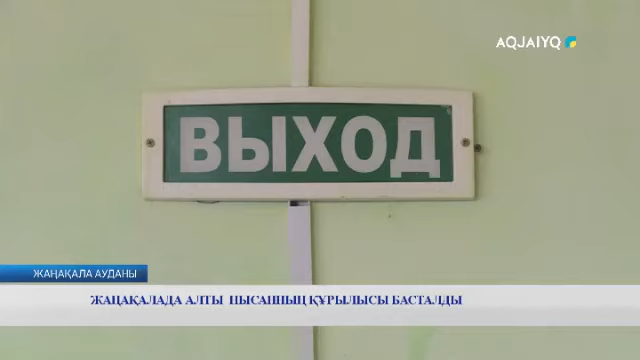 AQJAIYQ
ВЫХОД
ЖАҢАҚАЛА АУДАНЫ
ЖАҢАҚАЛАДА АЛТЫ НЫСАННЫҢ ҚҰРЫЛЫСЫ БАСТАЛДЫ